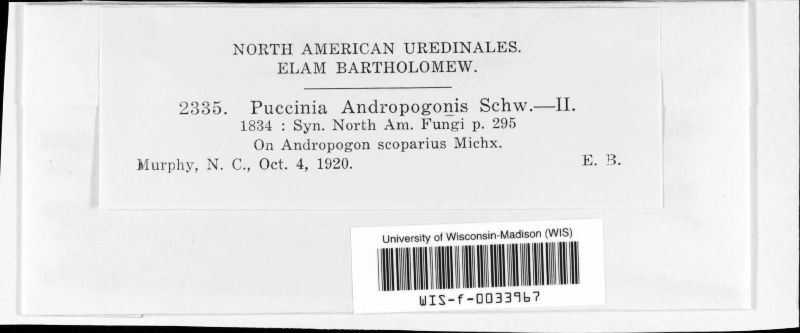 NORTH AMERICAN UREDINALES.
ELAM BARTHOLOMEW.
2335. Puccinia Andropogonis Schw.—II.
1834 : Syn. North Am. Fungi p. 295
On Andropogon scoparius Michx.
Murphy, N. C., Oct. 4, 1920. E. B.
University of Wisconsin-Madison (WIS)
WIS-f-0033967